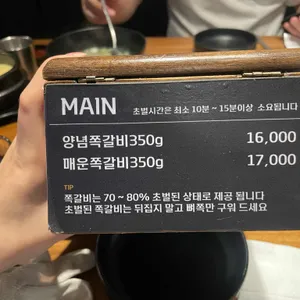 MAIN
초벌시간은 최소 10분 ~ 15분이상 소요됩니다
양념쪽갈비350g 16,000
매운쪽갈비350g 17,000
TIP
쪽갈비는 70 ~ 80% 초벌된 상태로 제공 됩니다
초벌된 쪽갈비는 뒤집지 말고 뼈쪽만 구워 드세요